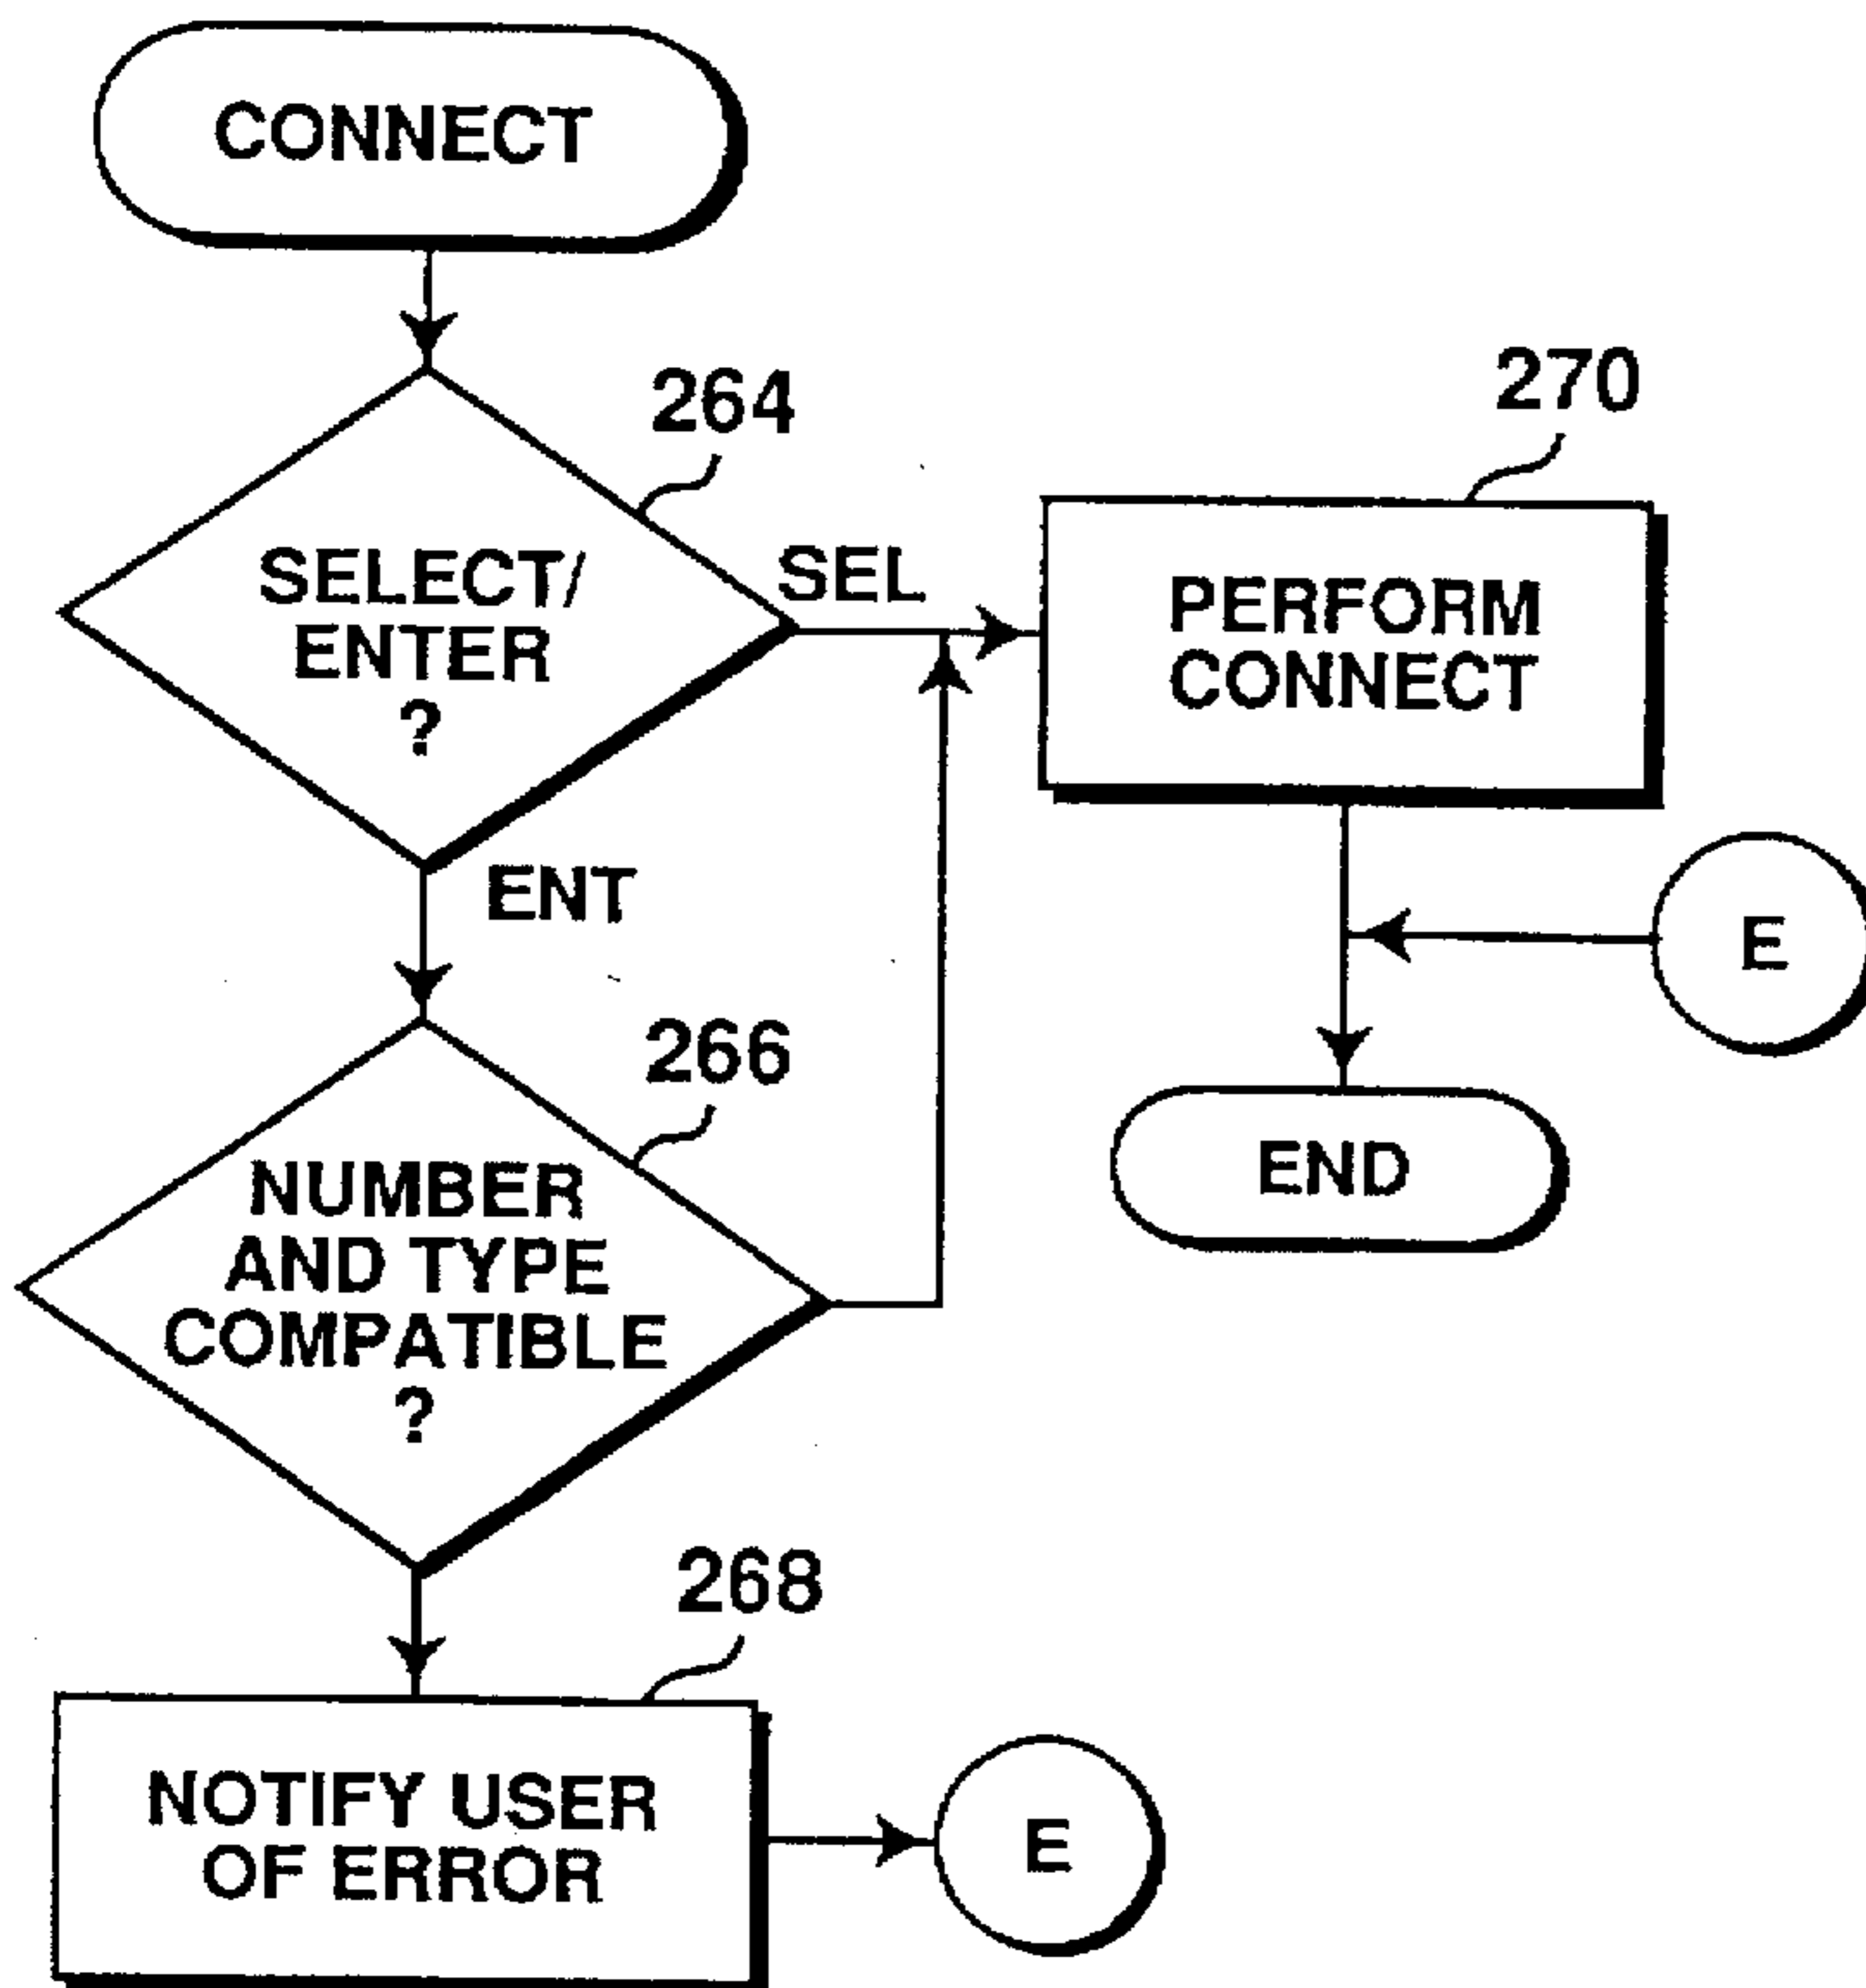 CONNECT
264
SELECT/
ENTER
?
SEL
270
PERFORM
CONNECT
ENT
E
266
NUMBER
AND TYPE
COMPATIBLE
?
END
268
NOTIFY USER
OF ERROR
E